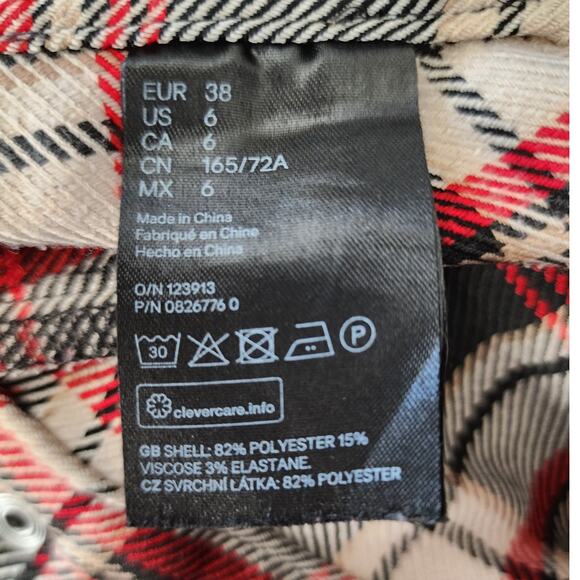 EUR 38
US 6
CA 6
CN 165/72A
MX 6
Made in China
Fabriqué en Chine
Hecho en China
O/N 123913
P/N 0826776 0
30 P
clevercare.info
GB SHELL: 82% POLYESTER 15%
VISCOSE 3% ELASTANE.
CZ SVRCHNÍ LÁTKA: 82% POLYESTER